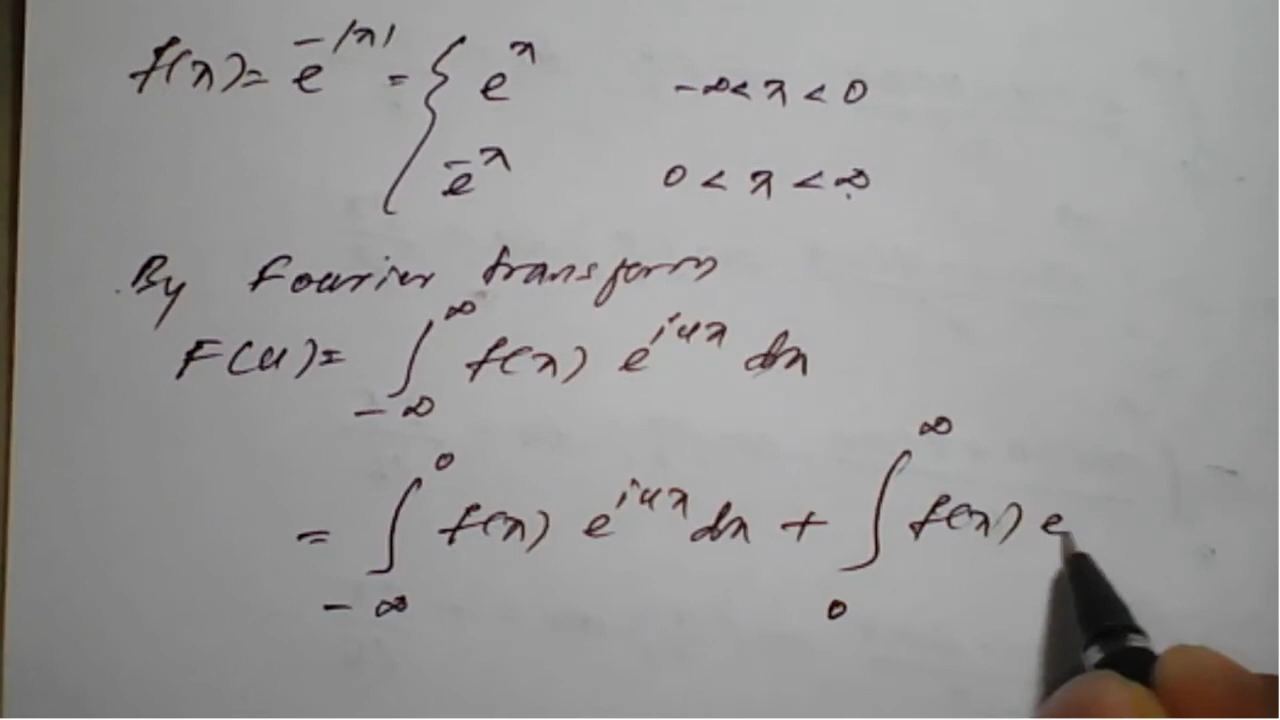 f(x) = e^{-|x|} = { e^x   -∞ < x < 0
e^{-x}   0 < x < ∞
By Fourier transform
F(u) = ∫_{-∞}^{∞} f(x) e^{iux} dx
= ∫_{-∞}^{0} f(x) e^{iux} dx + ∫_{0}^{∞} f(x) e